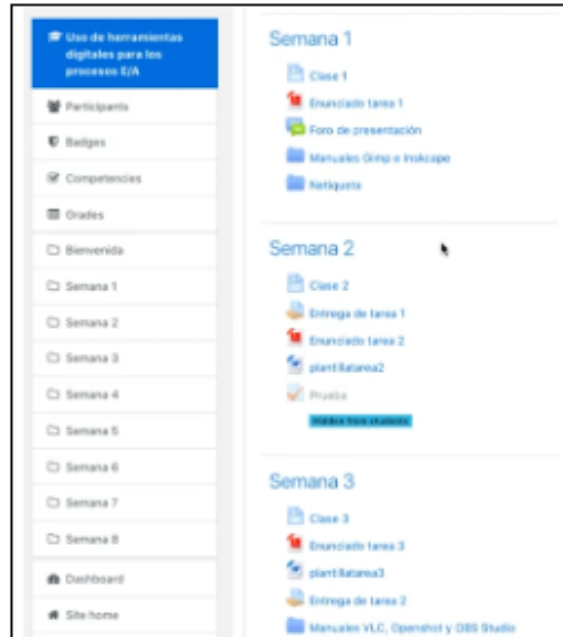 Uso de herramientas
digitales para los
procesos E/A
Participants
Badges
Competencies
Grades
Bienvenida
Semana 1
Semana 2
Semana 3
Semana 4
Semana 5
Semana 6
Semana 7
Semana 8
Dashboard
Site home
Semana 1
Clase 1
Enunciado tarea 1
Foro de presentación
Manuales Gimp e Inskcape
Netiqueta
Semana 2
Clase 2
Entrega de tarea 1
Enunciado tarea 2
plantillatarea2
Prueba
Hidden from students
Semana 3
Clase 3
Enunciado tarea 3
plantillatarea3
Entrega de tarea 2
Manuales VLC, Openshot y OBS Studio